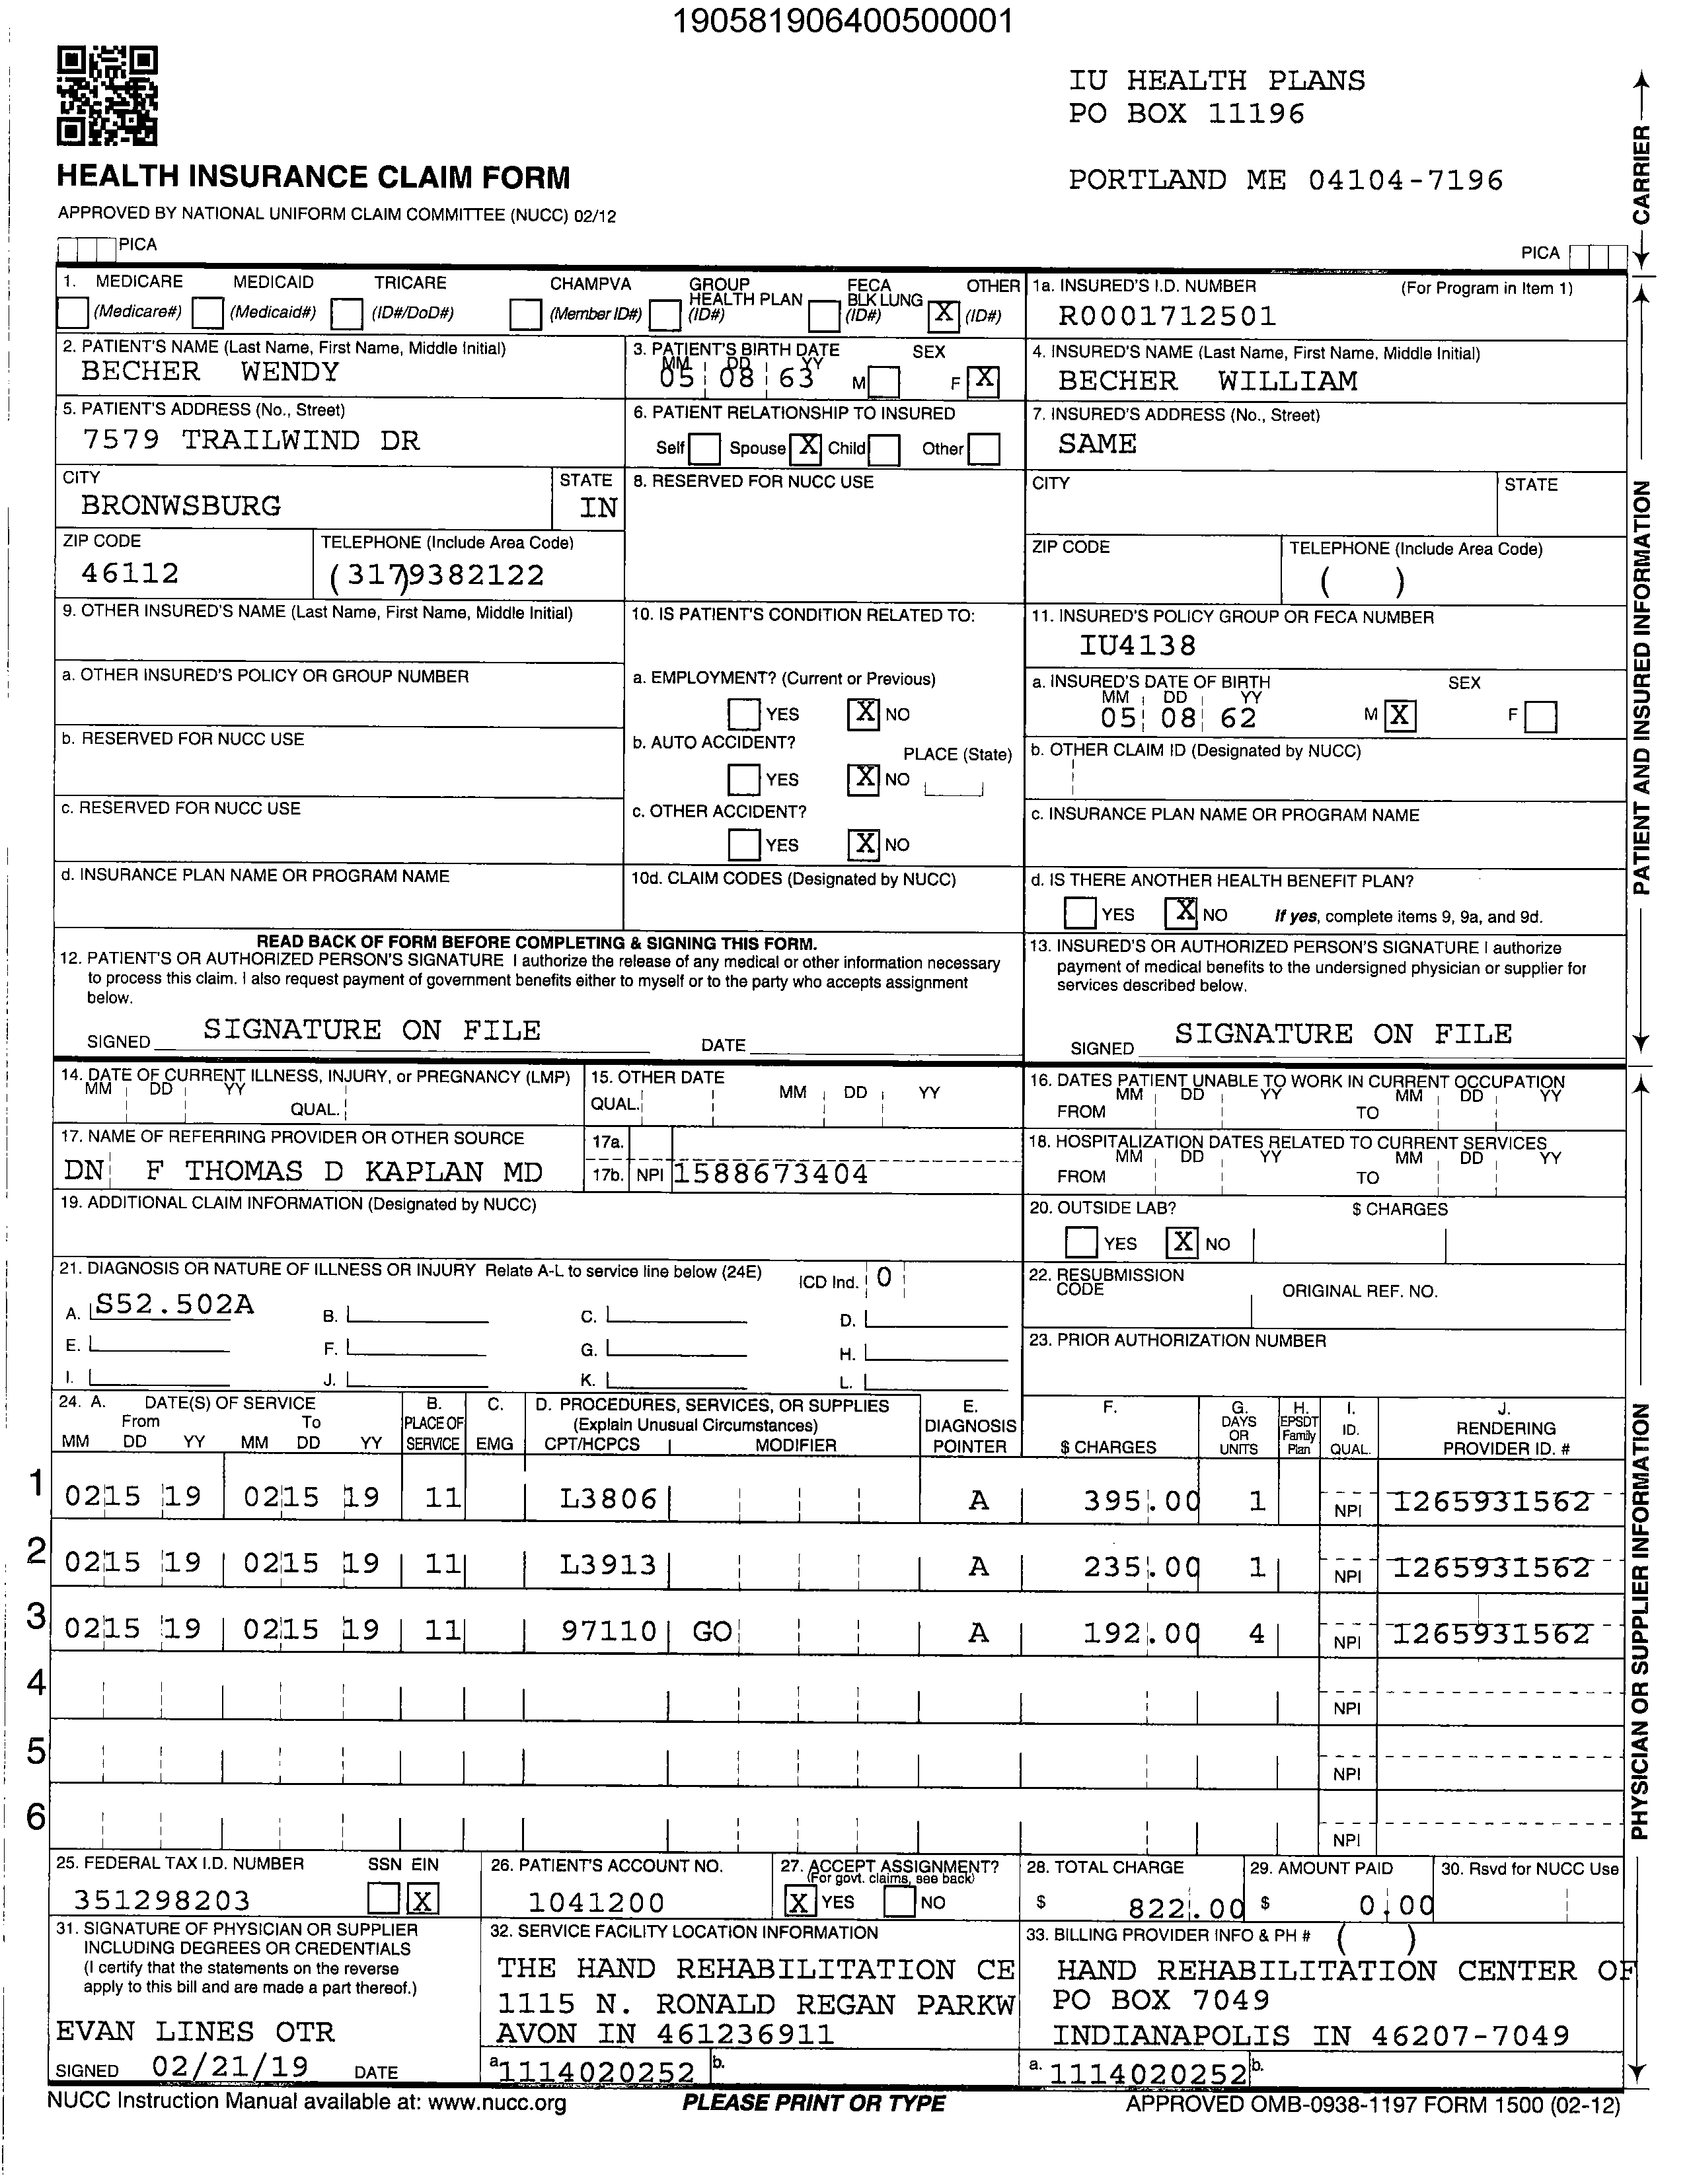 190581906400500001
IU HEALTH PLANS
PO BOX 11196
HEALTH INSURANCE CLAIM FORM
PORTLAND ME 04104-7196
APPROVED BY NATIONAL UNIFORM CLAIM COMMITTEE (NUCC) 02/12
CARRIER
PICA
PICA
1. MEDICARE MEDICAID TRICARE CHAMPVA GROUP HEALTH PLAN FECA BLK LUNG OTHER
(Medicare#) (Medicaid#) (ID#/DoD#) (Member ID#) (ID#) (ID#) X (ID#)
1a. INSURED'S I.D. NUMBER (For Program in Item 1)
R0001712501
2. PATIENT'S NAME (Last Name, First Name, Middle Initial)
BECHER WENDY
3. PATIENT'S BIRTH DATE SEX
MM DD YY
05 08 63 M F X
4. INSURED'S NAME (Last Name, First Name, Middle Initial)
BECHER WILLIAM
5. PATIENT'S ADDRESS (No., Street)
7579 TRAILWIND DR
6. PATIENT RELATIONSHIP TO INSURED
Self Spouse X Child Other
7. INSURED'S ADDRESS (No., Street)
SAME
CITY STATE
BRONWSBURG IN
8. RESERVED FOR NUCC USE
CITY STATE
ZIP CODE TELEPHONE (Include Area Code)
46112 (317)9382122
ZIP CODE TELEPHONE (Include Area Code)
( )
9. OTHER INSURED'S NAME (Last Name, First Name, Middle Initial)
10. IS PATIENT'S CONDITION RELATED TO:
11. INSURED'S POLICY GROUP OR FECA NUMBER
IU4138
a. OTHER INSURED'S POLICY OR GROUP NUMBER
a. EMPLOYMENT? (Current or Previous)
YES X NO
a. INSURED'S DATE OF BIRTH SEX
MM DD YY
05 08 62 M X F
b. RESERVED FOR NUCC USE
b. AUTO ACCIDENT? PLACE (State)
YES X NO
b. OTHER CLAIM ID (Designated by NUCC)
c. RESERVED FOR NUCC USE
c. OTHER ACCIDENT?
YES X NO
c. INSURANCE PLAN NAME OR PROGRAM NAME
d. INSURANCE PLAN NAME OR PROGRAM NAME
10d. CLAIM CODES (Designated by NUCC)
d. IS THERE ANOTHER HEALTH BENEFIT PLAN?
YES X NO If yes, complete items 9, 9a, and 9d.
PATIENT AND INSURED INFORMATION
READ BACK OF FORM BEFORE COMPLETING & SIGNING THIS FORM.
12. PATIENT'S OR AUTHORIZED PERSON'S SIGNATURE I authorize the release of any medical or other information necessary
to process this claim. I also request payment of government benefits either to myself or to the party who accepts assignment
below.
SIGNED SIGNATURE ON FILE DATE
13. INSURED'S OR AUTHORIZED PERSON'S SIGNATURE I authorize
payment of medical benefits to the undersigned physician or supplier for
services described below.
SIGNED SIGNATURE ON FILE
14. DATE OF CURRENT ILLNESS, INJURY, or PREGNANCY (LMP)
MM DD YY
QUAL.
15. OTHER DATE
QUAL. MM DD YY
16. DATES PATIENT UNABLE TO WORK IN CURRENT OCCUPATION
MM DD YY MM DD YY
FROM TO
17. NAME OF REFERRING PROVIDER OR OTHER SOURCE
DN F THOMAS D KAPLAN MD
17a.
17b. NPI 1588673404
18. HOSPITALIZATION DATES RELATED TO CURRENT SERVICES
MM DD YY MM DD YY
FROM TO
19. ADDITIONAL CLAIM INFORMATION (Designated by NUCC)
20. OUTSIDE LAB? $ CHARGES
YES X NO
21. DIAGNOSIS OR NATURE OF ILLNESS OR INJURY Relate A-L to service line below (24E) ICD Ind. 0
A. S52.502A B. C. D.
E. F. G. H.
I. J. K. L.
22. RESUBMISSION
CODE ORIGINAL REF. NO.
23. PRIOR AUTHORIZATION NUMBER
24. A. DATE(S) OF SERVICE B. C. D. PROCEDURES, SERVICES, OR SUPPLIES E. F. G. H. I. J.
From To PLACE OF (Explain Unusual Circumstances) DIAGNOSIS DAYS OR EPSDT Family ID. RENDERING
MM DD YY MM DD YY SERVICE EMG CPT/HCPCS MODIFIER POINTER $ CHARGES UNITS Plan QUAL. PROVIDER ID. #
1 02 15 19 02 15 19 11 L3806 A 395.00 1 NPI 1265931562
2 02 15 19 02 15 19 11 L3913 A 235.00 1 NPI 1265931562
3 02 15 19 02 15 19 11 97110 GO A 192.00 4 NPI 1265931562
4 NPI
5 NPI
6 NPI
PHYSICIAN OR SUPPLIER INFORMATION
25. FEDERAL TAX I.D. NUMBER SSN EIN
351298203 X
26. PATIENT'S ACCOUNT NO.
1041200
27. ACCEPT ASSIGNMENT?
(For govt. claims, see back)
X YES NO
28. TOTAL CHARGE
$ 822.00
29. AMOUNT PAID
$ 0.00
30. Rsvd for NUCC Use
31. SIGNATURE OF PHYSICIAN OR SUPPLIER
INCLUDING DEGREES OR CREDENTIALS
(I certify that the statements on the reverse
apply to this bill and are made a part thereof.)
EVAN LINES OTR
SIGNED 02/21/19 DATE
32. SERVICE FACILITY LOCATION INFORMATION
THE HAND REHABILITATION CE
1115 N. RONALD REGAN PARKW
AVON IN 461236911
a. 1114020252 b.
33. BILLING PROVIDER INFO & PH # ( )
HAND REHABILITATION CENTER OF
PO BOX 7049
INDIANAPOLIS IN 46207-7049
a. 1114020252 b.
NUCC Instruction Manual available at: www.nucc.org
PLEASE PRINT OR TYPE
APPROVED OMB-0938-1197 FORM 1500 (02-12)